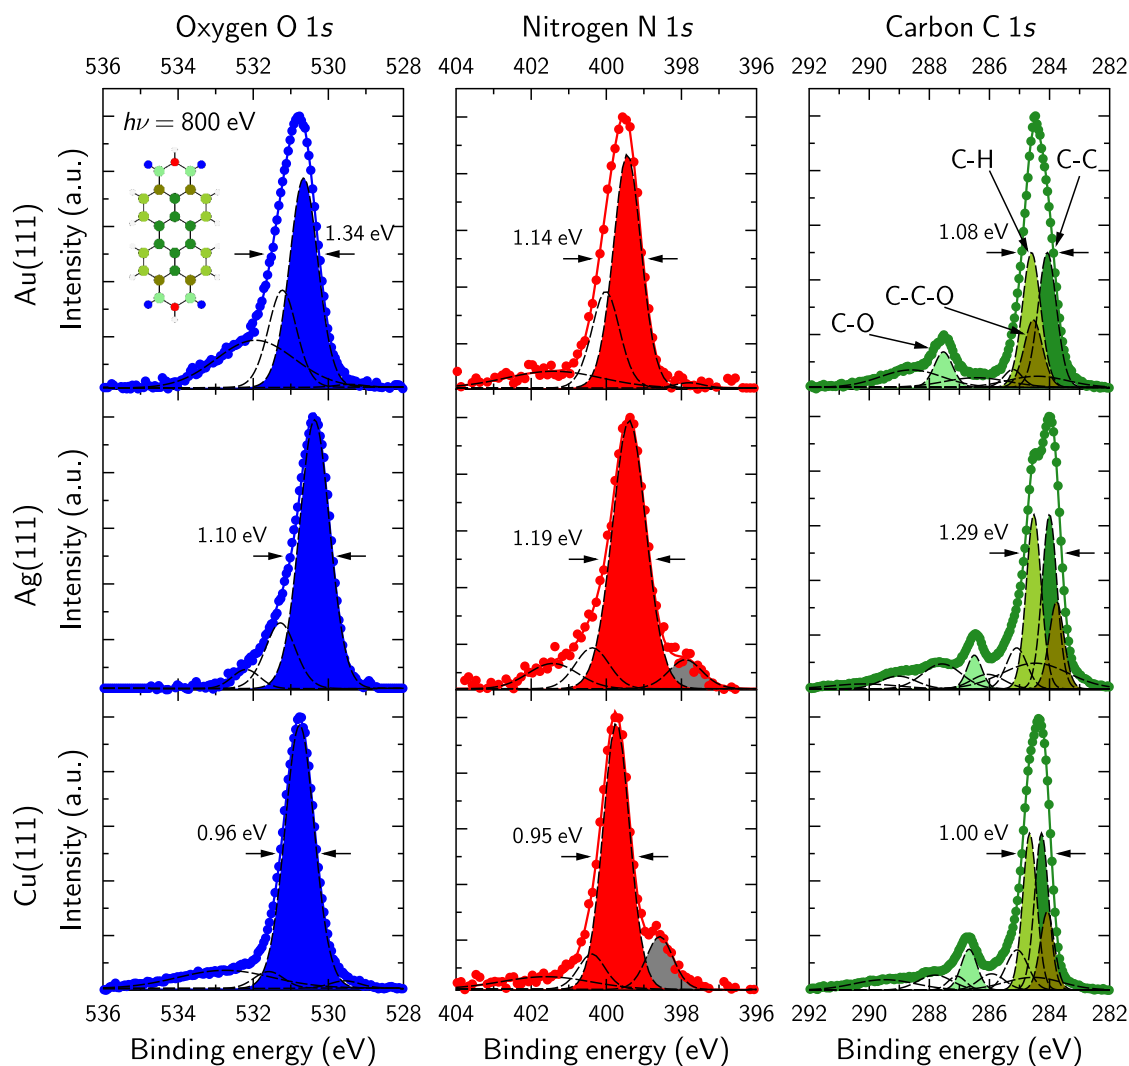 Oxygen O 1s
Nitrogen N 1s
Carbon C 1s
536 534 532 530 528
404 402 400 398 396
292 290 288 286 284 282
Au(111)
Intensity (a.u.)
hν = 800 eV
1.34 eV
1.14 eV
C-H
C-C
1.08 eV
C-C-O
C-O
Ag(111)
Intensity (a.u.)
1.10 eV
1.19 eV
1.29 eV
Cu(111)
Intensity (a.u.)
0.96 eV
0.95 eV
1.00 eV
536 534 532 530 528
404 402 400 398 396
292 290 288 286 284 282
Binding energy (eV)
Binding energy (eV)
Binding energy (eV)